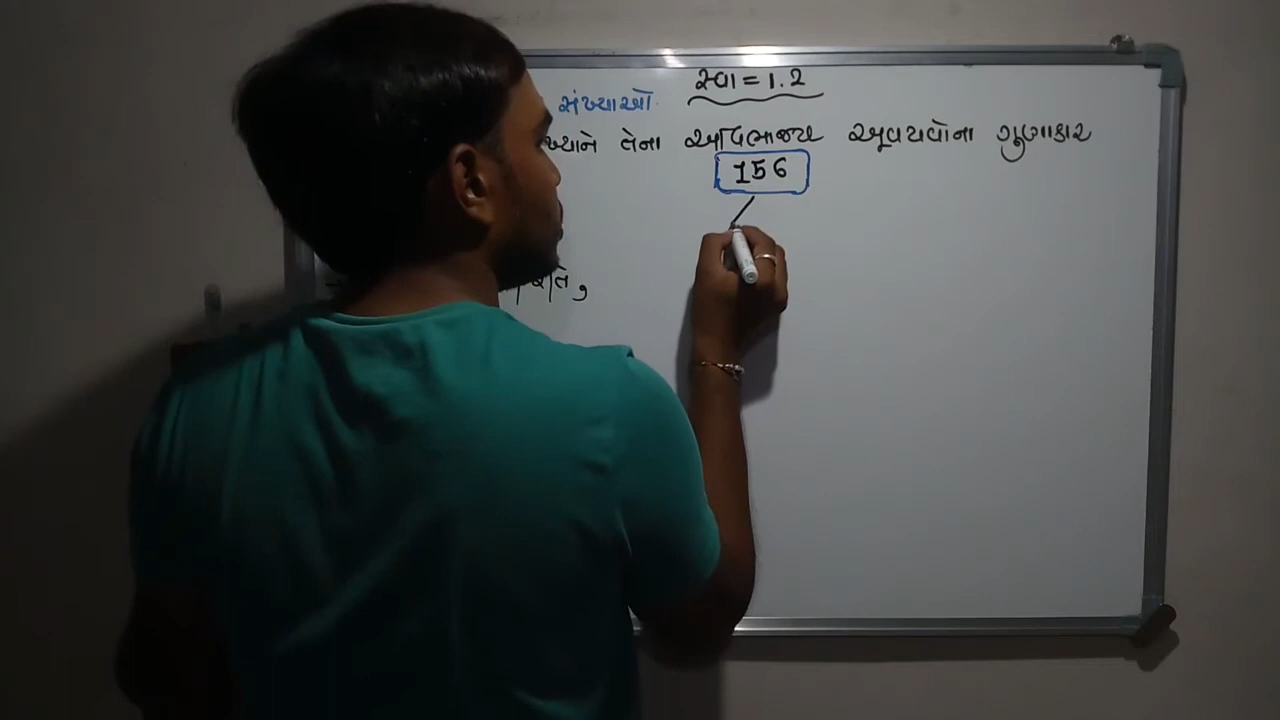 સંખ્યાઓ. સ્વા = 1.2
ખ્યાને તેના અવિભાજ્ય અવયવોના ગુણાકાર
156